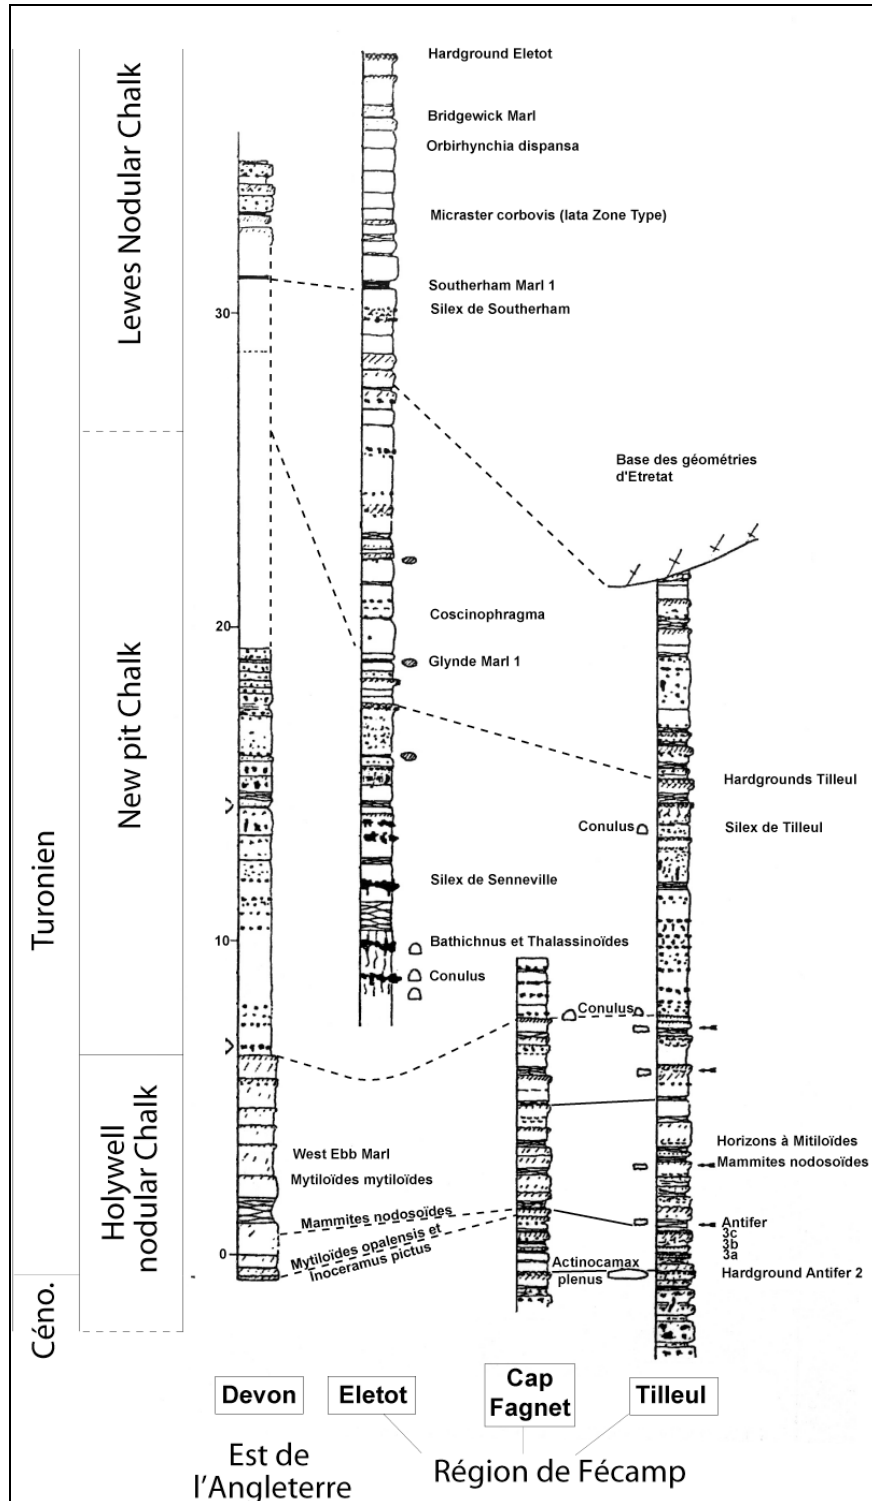 Turonien
Céno.
Lewes Nodular Chalk
New pit Chalk
Holywell
nodular Chalk
30
20
10
0
Hardground Eletot
Bridgewick Marl
Orbirhynchia dispansa
Micraster corbovis (lata Zone Type)
Southerham Marl 1
Silex de Southerham
Base des géométries
d'Etretat
Coscinophragma
Glynde Marl 1
Hardgrounds Tilleul
Conulus
Silex de Tilleul
Silex de Senneville
Bathichnus et Thalassinoïdes
Conulus
Conulus
West Ebb Marl
Mytiloïdes mytiloïdes
Mammites nodosoïdes
Mytiloïdes opalensis et
Inoceramus pictus
Horizons à Mitiloïdes
Mammites nodosoïdes
Antifer
3c
3b
3a
Actinocamax
plenus
Hardground Antifer 2
Devon
Eletot
Cap
Fagnet
Tilleul
Est de
l'Angleterre
Région de Fécamp